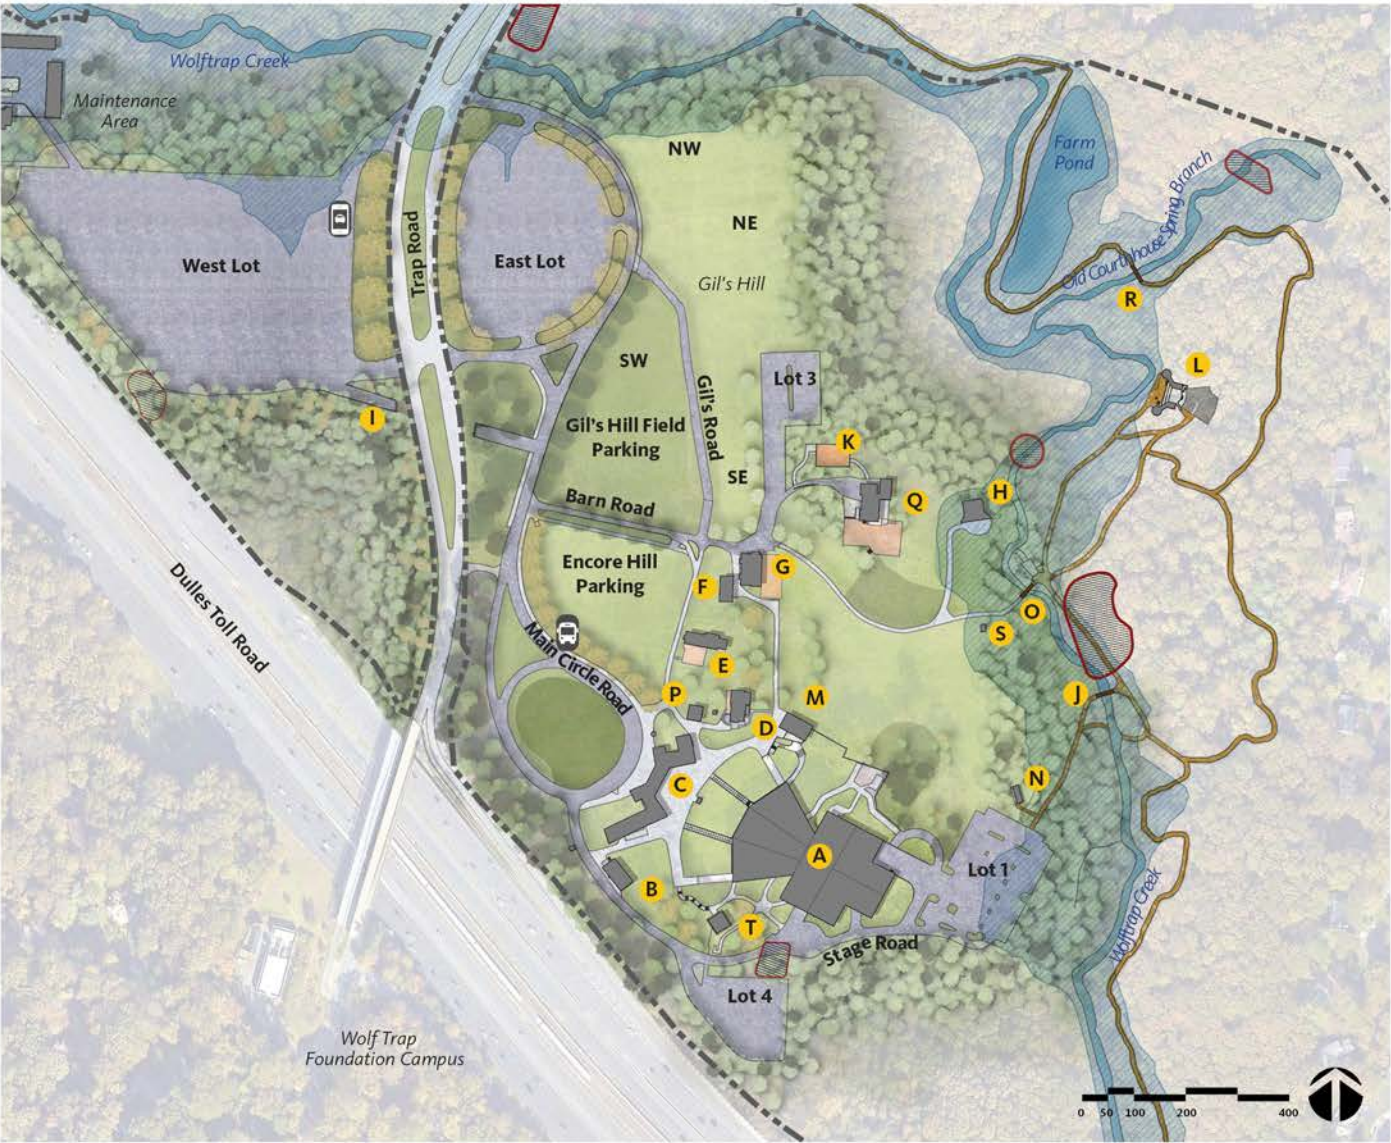 Wolftrap Creek
Maintenance
Area
NW
Farm
Pond
NE
Trap Road
West Lot
East Lot
Gil's Hill
Old Courthouse Spring Branch
R
SW
Lot 3
L
I
Gil's Road
Gil's Hill Field
Parking
K
SE
H
Q
Barn Road
Dulles Toll Road
Encore Hill
Parking
G
F
O
S
Main Circle Road
E
P
M
J
D
C
N
A
Lot 1
B
T
Wolftrap Creek
Stage Road
Lot 4
Wolf Trap
Foundation Campus
0 50 100 200 400